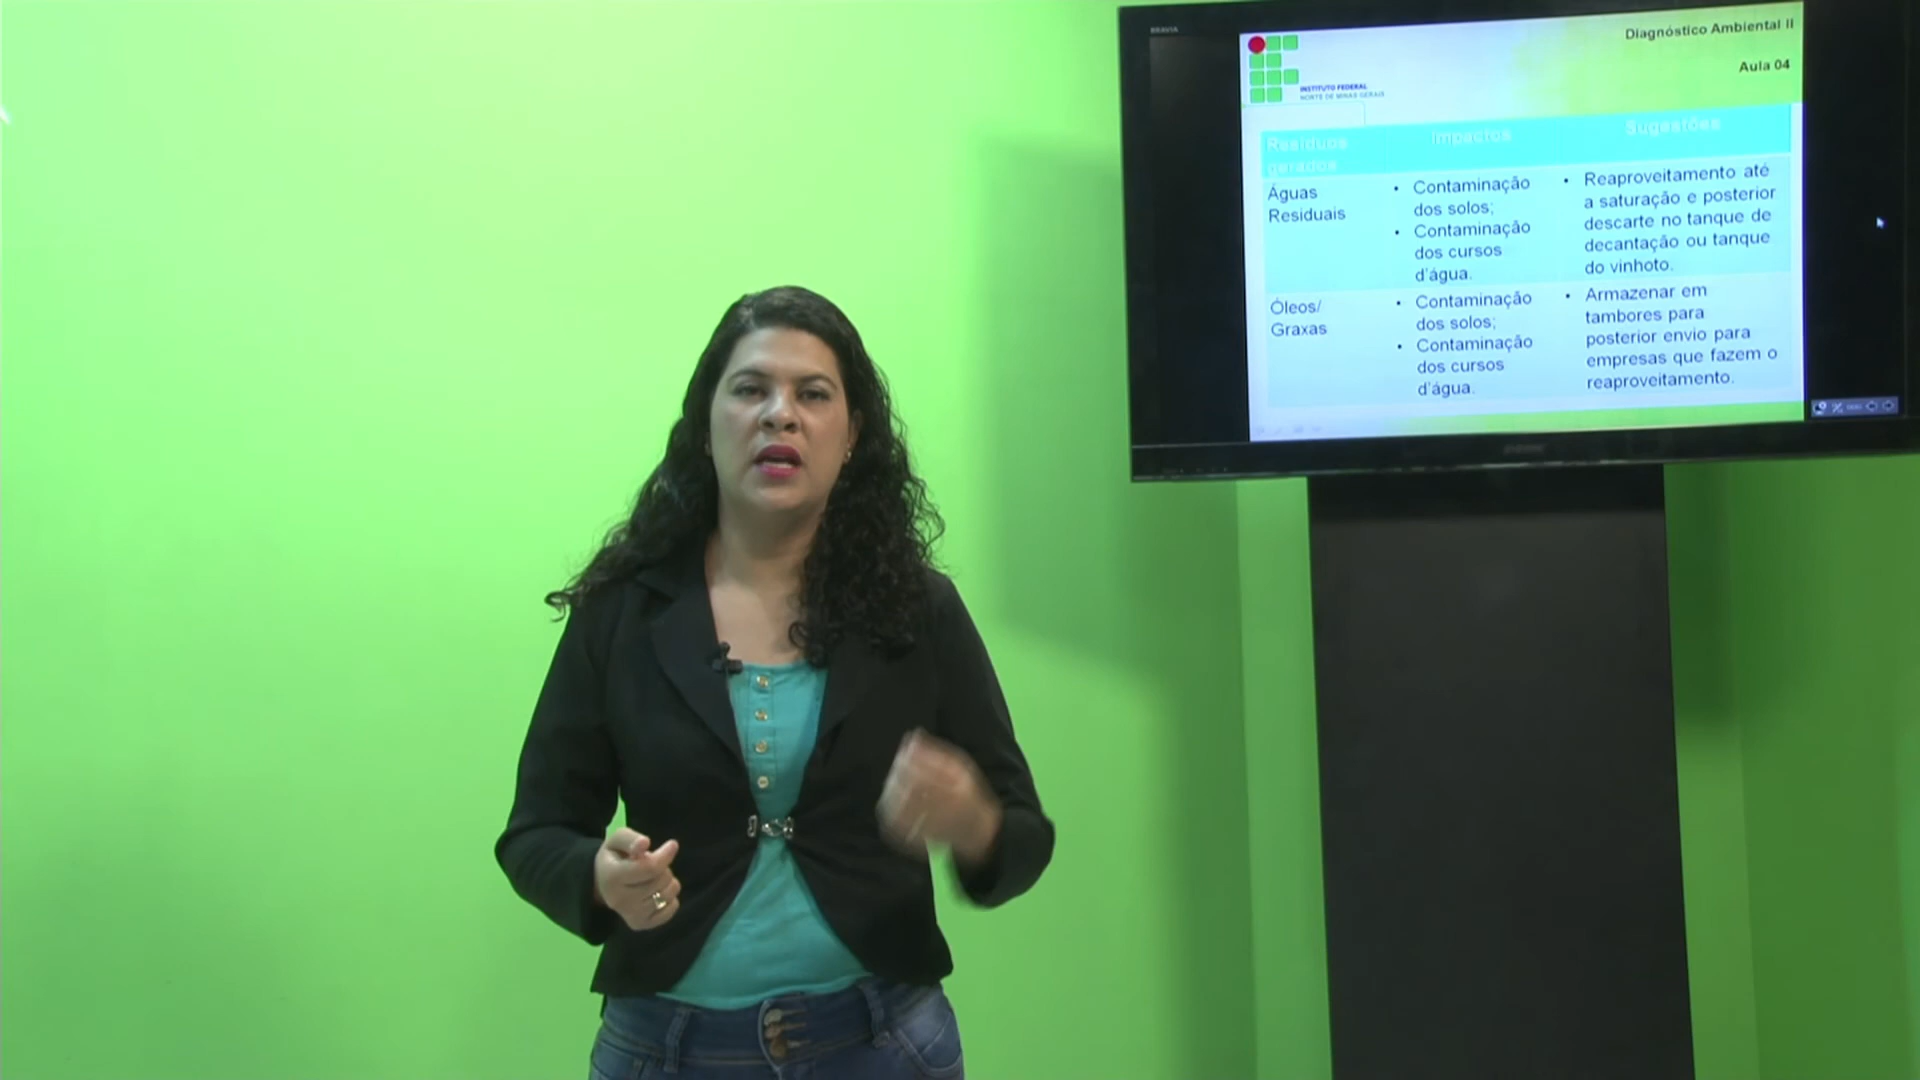 BRAVIA
Diagnóstico Ambiental II
Aula 04
INSTITUTO FEDERAL
NORTE DE MINAS GERAIS
Resíduos
gerados
Impactos
Sugestões
Águas
Residuais
• Contaminação
dos solos;
• Contaminação
dos cursos
d'água.
• Reaproveitamento até
a saturação e posterior
descarte no tanque de
decantação ou tanque
do vinhoto.
Óleos/
Graxas
• Contaminação
dos solos;
• Contaminação
dos cursos
d'água.
• Armazenar em
tambores para
posterior envio para
empresas que fazem o
reaproveitamento.